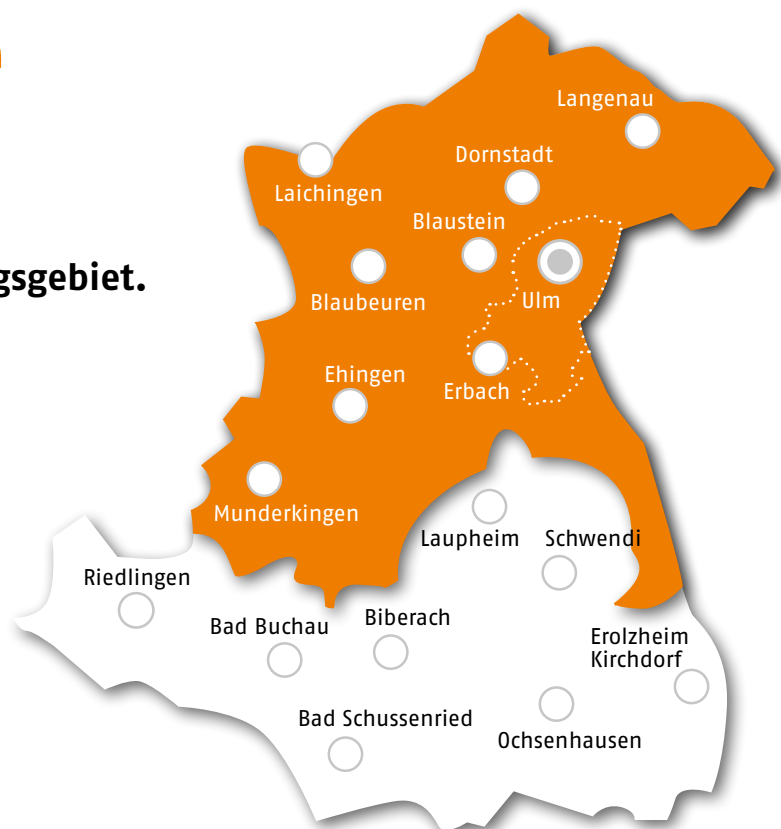 gsgebiet.
Langenau
Dornstadt
Laichingen
Blaustein
Blaubeuren
Ulm
Ehingen
Erbach
Munderkingen
Laupheim
Schwendi
Riedlingen
Bad Buchau
Biberach
Erolzheim
Kirchdorf
Bad Schussenried
Ochsenhausen